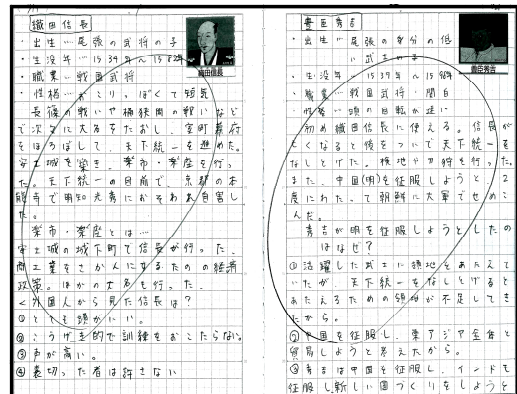 織田信長
・出生…尾張の武将の子
・生没年…1534年～1582年
織田信長
・職業…戦国武将
・性格…おこりっぽくて短気
長篠の戦いや桶狭間の戦いなど
で次々に大名をたおし、室町幕府
をほろぼして、天下統一を進めた。
安土城を築き、楽市・楽座を行っ
た。天下統一の目前で、京都の本
能寺で明知光秀におそわれ自害し
た。
楽市・楽座とは…
安土城の城下町で信長が行った、
商工業をさかんにするための経済
政策。ほかの大名も行った。
＜外国人から見た信長は？
①とても頭がいい。
②こうげき的で訓練をおこたらない。
③声が高い。
④裏切った者は許さない
豊臣秀吉
・出生…尾張の身分の低
い武士の子
豊臣秀吉
・生没年…1537年～1598年
・職業…戦国武将・関白
・性格…頭の回転が速い
初め織田信長に使える。信長が
亡くなると後をついで天下統一を
なしとげた。検地や刀狩を行った。
また、中国(明)を征服しようと、2
度にわたって朝鮮に大軍でせめこ
んだ。
秀吉が明を征服しようとしたの
はなぜ？
①活躍した武士に領地をあたえて
いたが、天下統一をなしとげると
あたえるための領地が不足してき
たから。
②中国を征服し、東アジア全体と
貿易しようと考えたから。
③秀吉は中国を征服し、インドも
征服し新しい国づくりをしようと